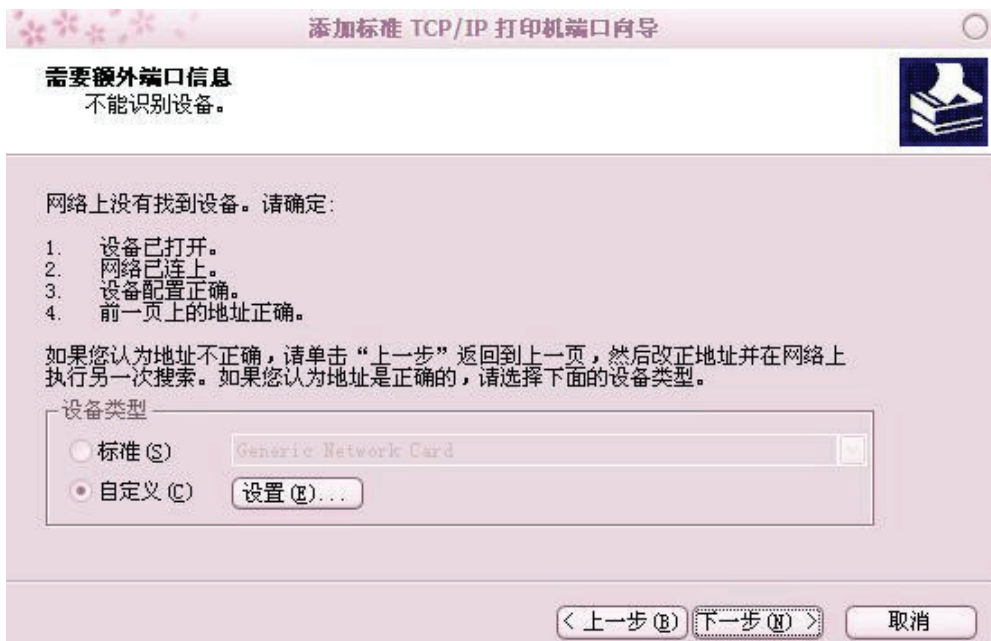 添加标准 TCP/IP 打印机端口向导
需要额外端口信息
不能识别设备。
网络上没有找到设备。请确定:
1. 设备已打开。
2. 网络已连上。
3. 设备配置正确。
4. 前一页上的地址正确。
如果您认为地址不正确，请单击“上一步”返回到上一页，然后改正地址并在网络上
执行另一次搜索。如果您认为地址是正确的，请选择下面的设备类型。
设备类型
标准(S) Generic Network Card
自定义(C) 设置(E)...
< 上一步(B) 下一步(N) > 取消